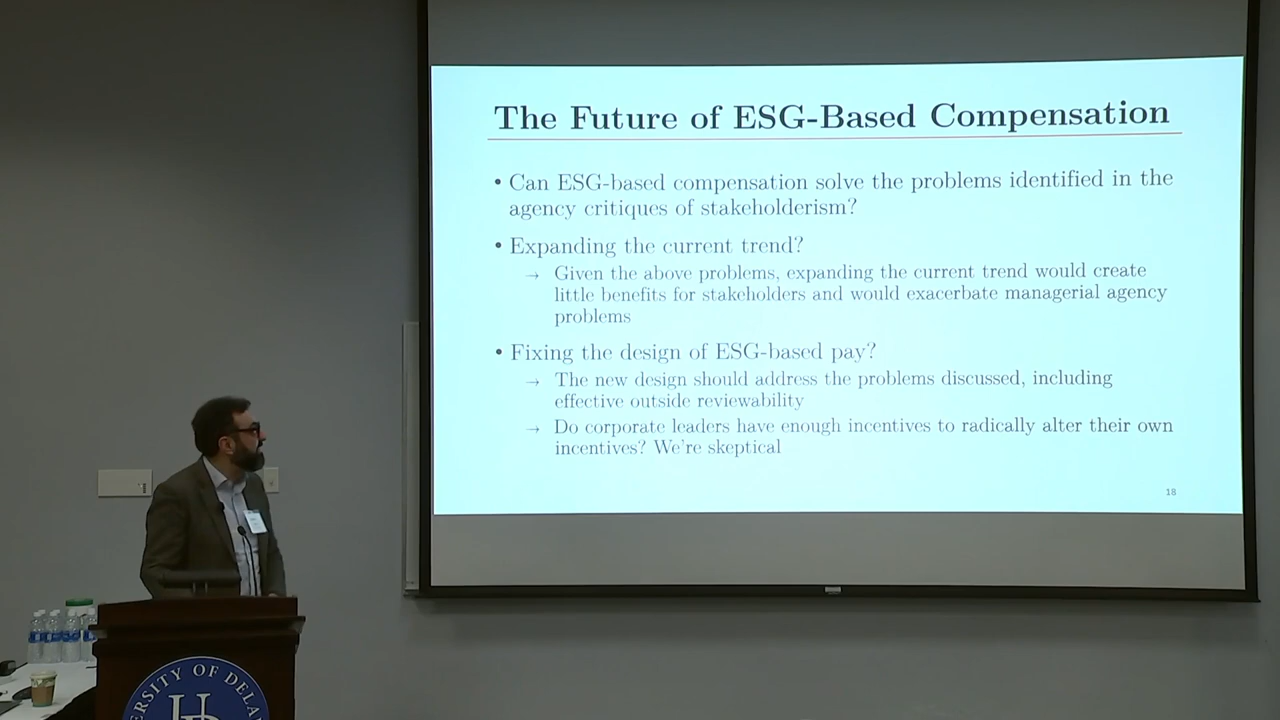 The Future of ESG-Based Compensation
• Can ESG-based compensation solve the problems identified in the
agency critiques of stakeholderism?
• Expanding the current trend?
→ Given the above problems, expanding the current trend would create
little benefits for stakeholders and would exacerbate managerial agency
problems
• Fixing the design of ESG-based pay?
→ The new design should address the problems discussed, including
effective outside reviewability
→ Do corporate leaders have enough incentives to radically alter their own
incentives? We're skeptical
18
ERSITY OF DELA
UD